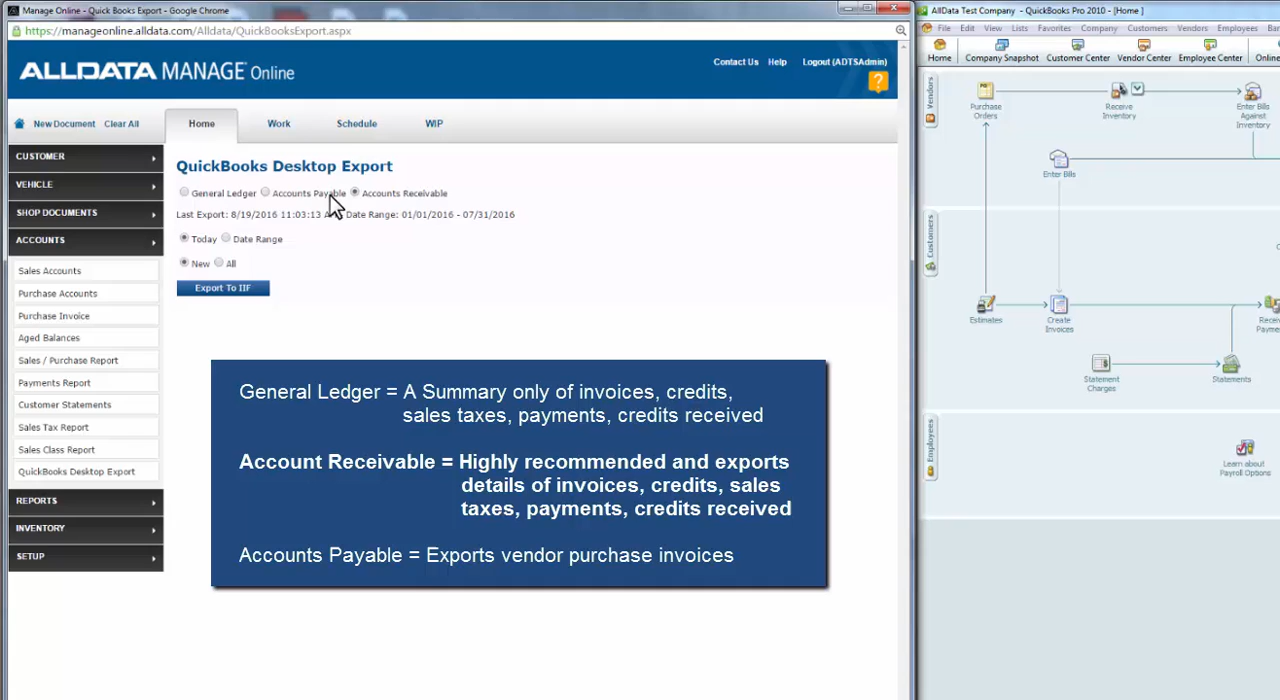 Manage Online - Quick Books Export - Google Chrome
https://manageonline.alldata.com/Alldata/QuickBooksExport.aspx
ALLDATA MANAGE Online
Contact Us Help Logout (ADTSAdmin)
?
New Document Clear All Home Work Schedule WIP
CUSTOMER
VEHICLE
SHOP DOCUMENTS
ACCOUNTS
Sales Accounts
Purchase Accounts
Purchase Invoice
Aged Balances
Sales / Purchase Report
Payments Report
Customer Statements
Sales Tax Report
Sales Class Report
QuickBooks Desktop Export
REPORTS
INVENTORY
SETUP
QuickBooks Desktop Export
General Ledger Accounts Payable Accounts Receivable
Last Export: 8/19/2016 11:03:13 Date Range: 01/01/2016 - 07/31/2016
Today Date Range
New All
Export To IIF
General Ledger = A Summary only of invoices, credits,
sales taxes, payments, credits received
Account Receivable = Highly recommended and exports
details of invoices, credits, sales
taxes, payments, credits received
Accounts Payable = Exports vendor purchase invoices
AllData Test Company - QuickBooks Pro 2010 - [Home ]
File Edit View Lists Favorites Company Customers Vendors Employees
Home Company Snapshot Customer Center Vendor Center Employee Center
Vendors
Purchase
Orders
Receive
Inventory
Enter Bills
Against
Inventory
Enter Bills
Customers
Estimates
Create
Invoices
Statement
Charges
Statements
Employees
Learn about
Payroll Options